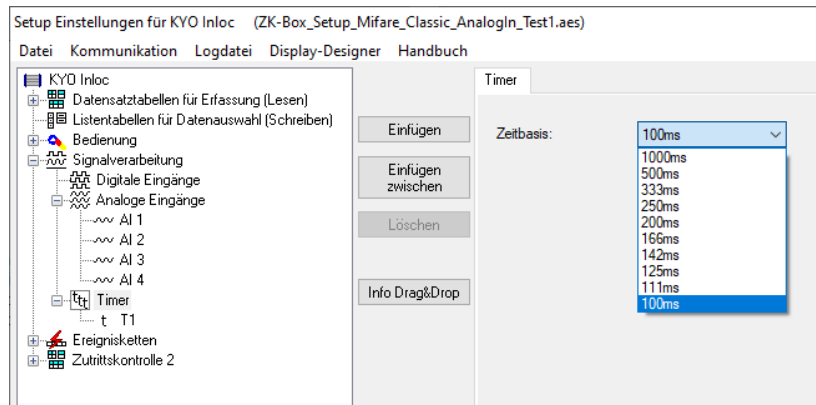 Setup Einstellungen für KYO Inloc (ZK-Box_Setup_Mifare_Classic_AnalogIn_Test1.aes)
Datei Kommunikation Logdatei Display-Designer Handbuch
KYO Inloc
Datensatztabellen für Erfassung (Lesen)
Listentabellen für Datenauswahl (Schreiben)
Bedienung
Signalverarbeitung
Digitale Eingänge
Analoge Eingänge
AI 1
AI 2
AI 3
AI 4
ttt Timer
t T1
Ereignisketten
Zutrittskontrolle 2
Einfügen
Einfügen
zwischen
Löschen
Info Drag&Drop
Timer
Zeitbasis: 100ms
1000ms
500ms
333ms
250ms
200ms
166ms
142ms
125ms
111ms
100ms